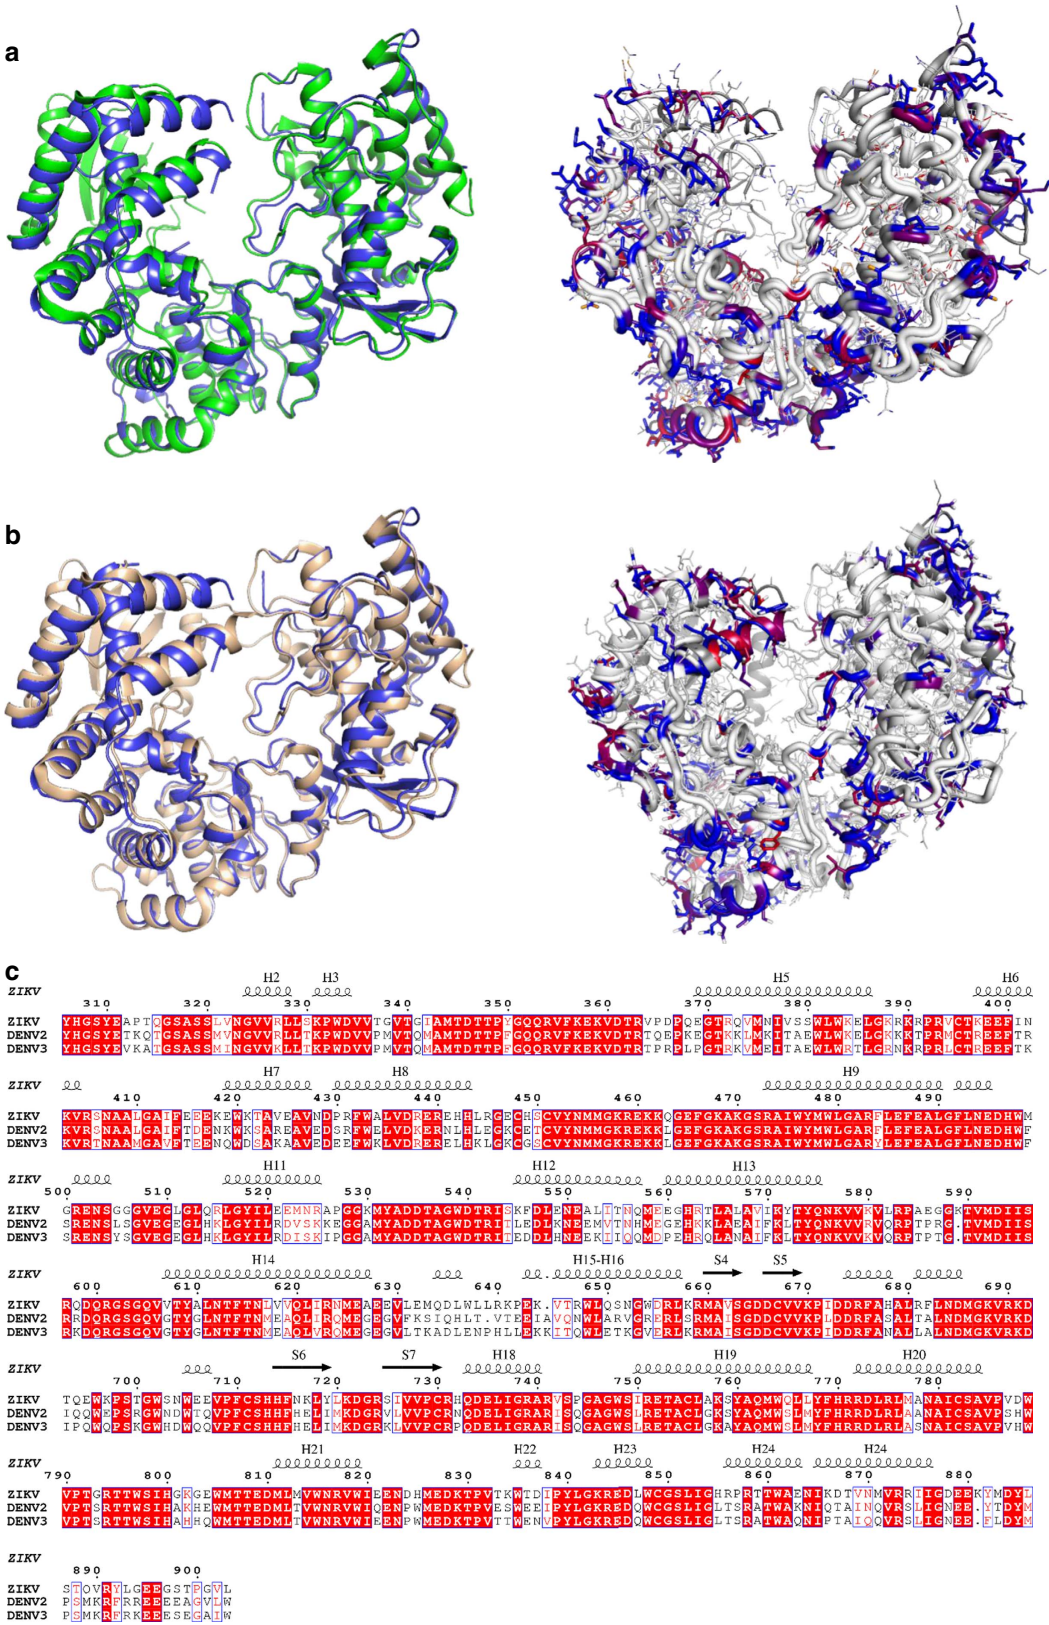 a
b
c
ZIKV H2 H3 H5 H6
310 320 330 340 350 360 370 380 390 400
ZIKV YHGSYEAPTQGSASSLVNGVVRLLSKPWDVVTGVTGIAMTDTTPYGQQRVFKEKVDTRVPDPQEGTRQVMNIVSSWLWKELGKRKRPRVCTKEEFIN
DENV2 YHGSYETKQTGSASSMVNGVVRLLTKPWDVVPMVTQMAMTDTTPFGQQRVFKEKVDTRTQEPKEGTKKLMKITAEWLWKELGKKKTPRMCTREEFTR
DENV3 YHGSYEVKATGSASSMINGVVKLLTKPWDVVPMVTQMAMTDTTPFGQQRVFKEKVDTRTPRPLPGTRKVMEITAEWLWRTLGRNKRPRLCTREEFTK
ZIKV H7 H8 H9
410 420 430 440 450 460 470 480 490
ZIKV KVRSNAALGAIFEEEKEWKTAVEAVNDPRFWALVDREREHHLRGECHSCVYNMMGKREKKQGEFGKAKGSRAIWYMWLGARFLEFEALGFLNEDHWM
DENV2 KVRSNAALGAIFTDENKWKSAREAVEDSRFWELVDKERNLHLEGKCETCVYNMMGKREKKLGEFGKAKGSRAIWYMWLGARFLEFEALGFLNEDHWF
DENV3 KVRTNAAMGAVFTEENQWDSAKAAVEDEEFWKLVDRERELHKLGKCGSCVYNMMGKREKKLGEFGKAKGSRAIWYMWLGARYLEFEALGFLNEDHWF
ZIKV H11 H12 H13
500 510 520 530 540 550 560 570 580 590
ZIKV GRENSGGGVEGLGLQRLGYILEEMNRAPGGKMYADDTAGWDTRISKFDLENEALITNQMEEGHRTLALAVIKYTYQNKVVKVLRPAEGGKTVMDIIS
DENV2 SRENSLSGVEGEGLHKLGYILRDVSKKEGGAMYADDTAGWDTRITLEDLKNEEMVTNHMEGEHKKLAEAIFKLTYQNKVVRVQRPTPRG.TVMDIIS
DENV3 SRENSYSGVEGEGLHKLGYILRDISKIPGGAMYADDTAGWDTRITEDDLHNEEKIIQQMDPEHRQLANAIFKLTYQNKVVKVQRPTPTG.TVMDIIS
ZIKV H14 H15-H16 S4 S5
600 610 620 630 640 650 660 670 680 690
ZIKV RQDQRGSGQVVTYALNTFTNLVVQLIRNMEAEEVLEMQDLWLLRKPEK.VTRWLQSNGWDRLKRMAVSGDDCVVKPIDDRFAHALRFLNDMGKVRKD
DENV2 RRDQRGSGQVGTYGLNTFTNMEAQLIRQMEGEGVFKSIQHLT.VTEEIAVQNWLARVGRERLSRMAISGDDCVVKPLDDRFASALTALNDMGKVRKD
DENV3 RKDQRGSGQVGTYGLNTFTNMEAQLVRQMEGEGVLTKADLENPHLLEKKITQWLETKGVERLKRMAISGDDCVVKPIDDRFANALLALNDMGKVRKD
ZIKV S6 S7 H18 H19 H20
700 710 720 730 740 750 760 770 780
ZIKV TQEWKPSTGWSNWEEVPFCSHHFNKLYLKDGRSIVVPCRHQDELIGRARVSPGAGWSIRETACLAKSYAQMWQLLYFHRRDLRLMANAICSAVPVDW
DENV2 IQQWEPSRGWNDWTQVPFCSHHFHELIMKDGRVLVVPCRNQDELIGRARISQGAGWSLRETACLGKSYAQMWSLMYFHRRDLRLAANAICSAVPSHW
DENV3 IPQWQPSKGWHDWQQVPFCSHHFHELIMKDGRKLVVPCRPQDELIGRARISQGAGWSLRETACLGKAYAQMWSLMYFHRRDLRLASNAICSAVPVHW
ZIKV H21 H22 H23 H24 H24
790 800 810 820 830 840 850 860 870 880
ZIKV VPTGRTTWSIHGKGEWMTTEDMLMVWNRVWIEENDHMEDKTPVTKWTDIPYLGKREDLWCGSLIGHRPRTTWAENIKDTVNMVRRIIGDEEKYMDYL
DENV2 VPTSRTTWSIHAKHEWMTTEDMLTVWNRVWIQENPWMEDKTPVESWEEIPYLGKREDQWCGSLIGLTSRATWAKNIQTAINQVRSLIGNEE.YTDYM
DENV3 VPTSRTTWSIHAHHQWMTTEDMLTVWNRVWIEENPWMEDKTPVTTWENVPYLGKREDQWCGSLIGLTSRATWAQNIPTAIQQVRSLIGNEE.FLDYM
ZIKV
890 900
ZIKV STQVRYLGEEGSTPGVL
DENV2 PSMKRFRREEEEAGVLW
DENV3 PSMKRFRKEEESEGAIW